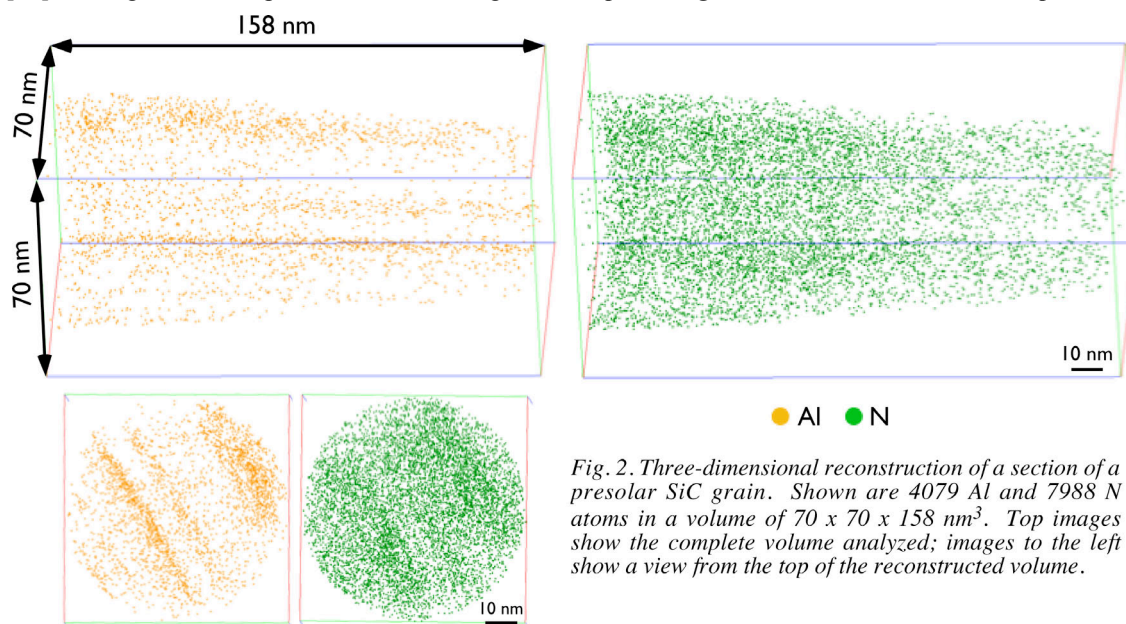 158 nm
70 nm
70 nm
10 nm
Al N
10 nm
Fig. 2. Three-dimensional reconstruction of a section of a
presolar SiC grain. Shown are 4079 Al and 7988 N
atoms in a volume of 70 x 70 x 158 nm³. Top images
show the complete volume analyzed; images to the left
show a view from the top of the reconstructed volume.